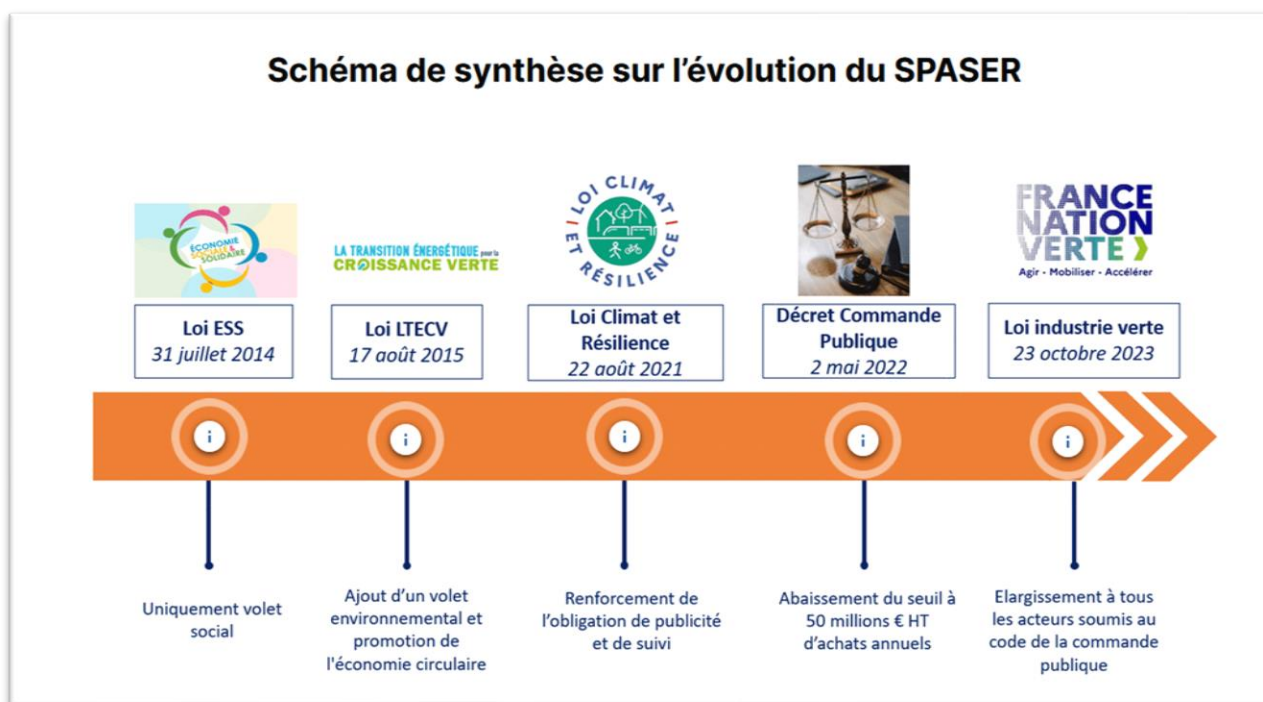 Schéma de synthèse sur l’évolution du SPASER
ÉCONOMIE
SOCIALE &
SOLIDAIRE
LA TRANSITION ÉNERGÉTIQUE pour la
CROISSANCE VERTE
LOI CLIMAT
ET RÉSILIENCE
FRANCE
NATION
VERTE
Agir • Mobiliser • Accélérer
Loi ESS
31 juillet 2014
Loi LTECV
17 août 2015
Loi Climat et
Résilience
22 août 2021
Décret Commande
Publique
2 mai 2022
Loi industrie verte
23 octobre 2023
i
i
i
i
i
Uniquement volet
social
Ajout d’un volet
environnemental et
promotion de
l'économie circulaire
Renforcement de
l’obligation de publicité
et de suivi
Abaissement du seuil à
50 millions € HT
d’achats annuels
Elargissement à tous
les acteurs soumis au
code de la commande
publique